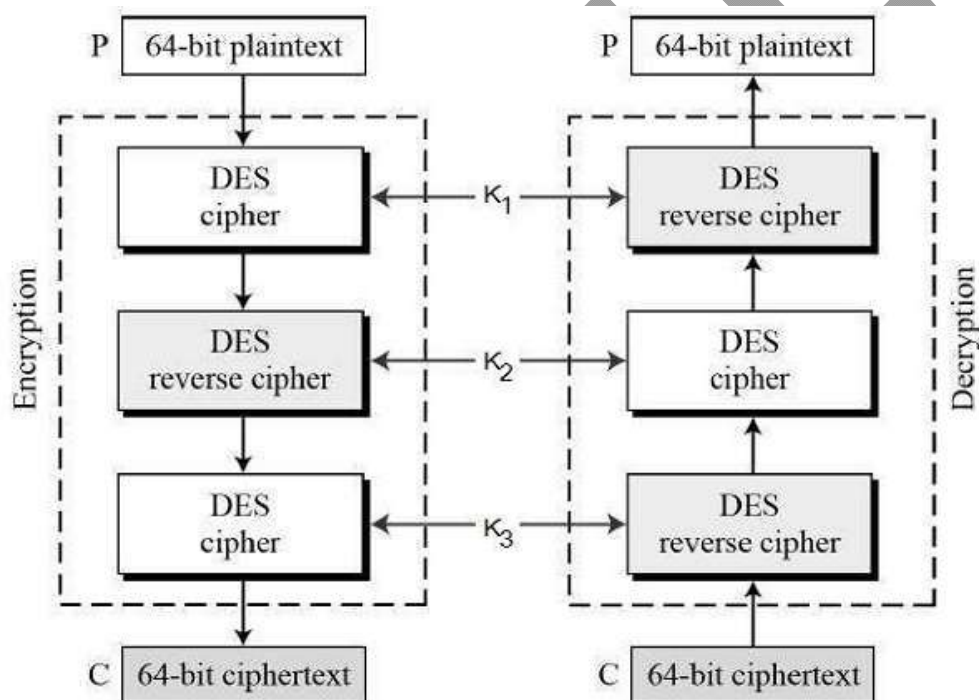 P 64-bit plaintext
P 64-bit plaintext
DES
cipher
K1
DES
reverse cipher
Encryption
DES
reverse cipher
K2
DES
cipher
Decryption
DES
cipher
K3
DES
reverse cipher
C 64-bit ciphertext
C 64-bit ciphertext